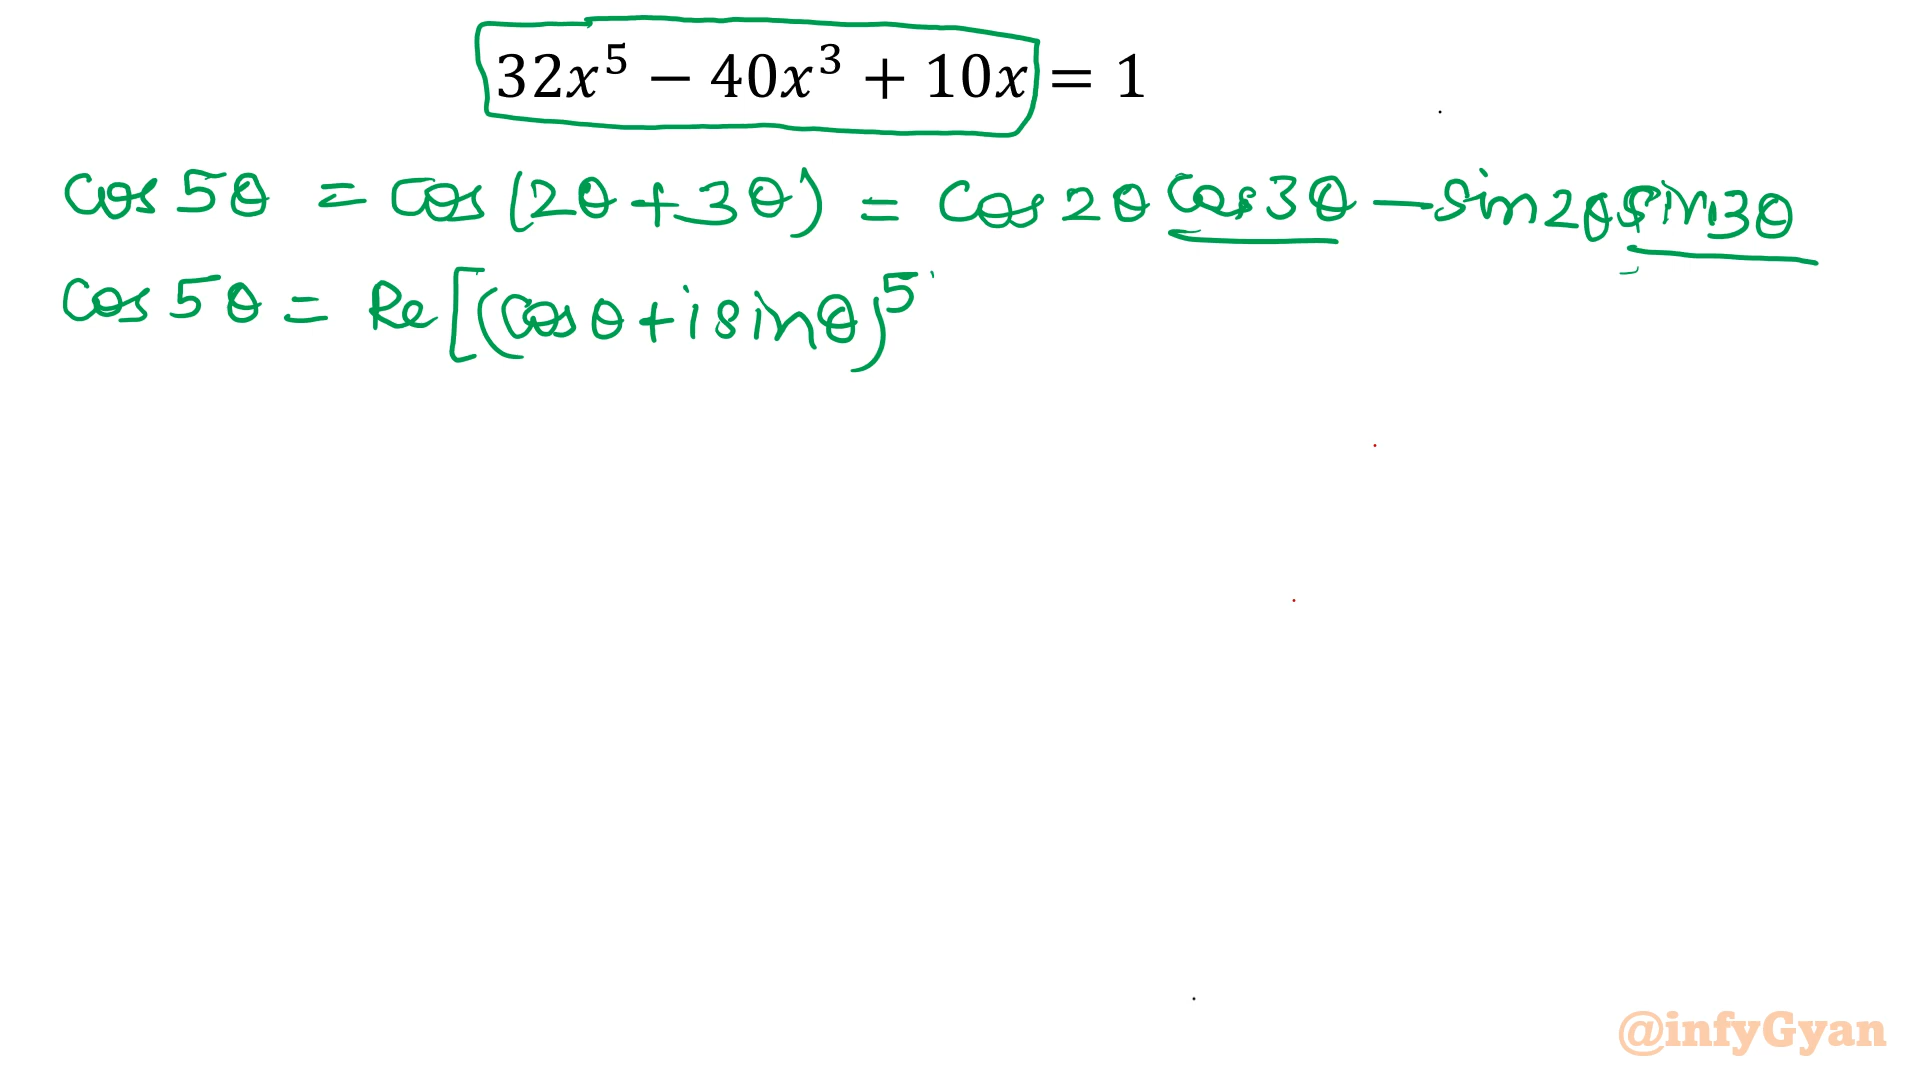 32x⁵ − 40x³ + 10x = 1
cos 5θ = cos (2θ + 3θ) = cos 2θ cos 3θ − sin 2θ sin 3θ
cos 5θ = Re [(cos θ + i sin θ)⁵
@infyGyan